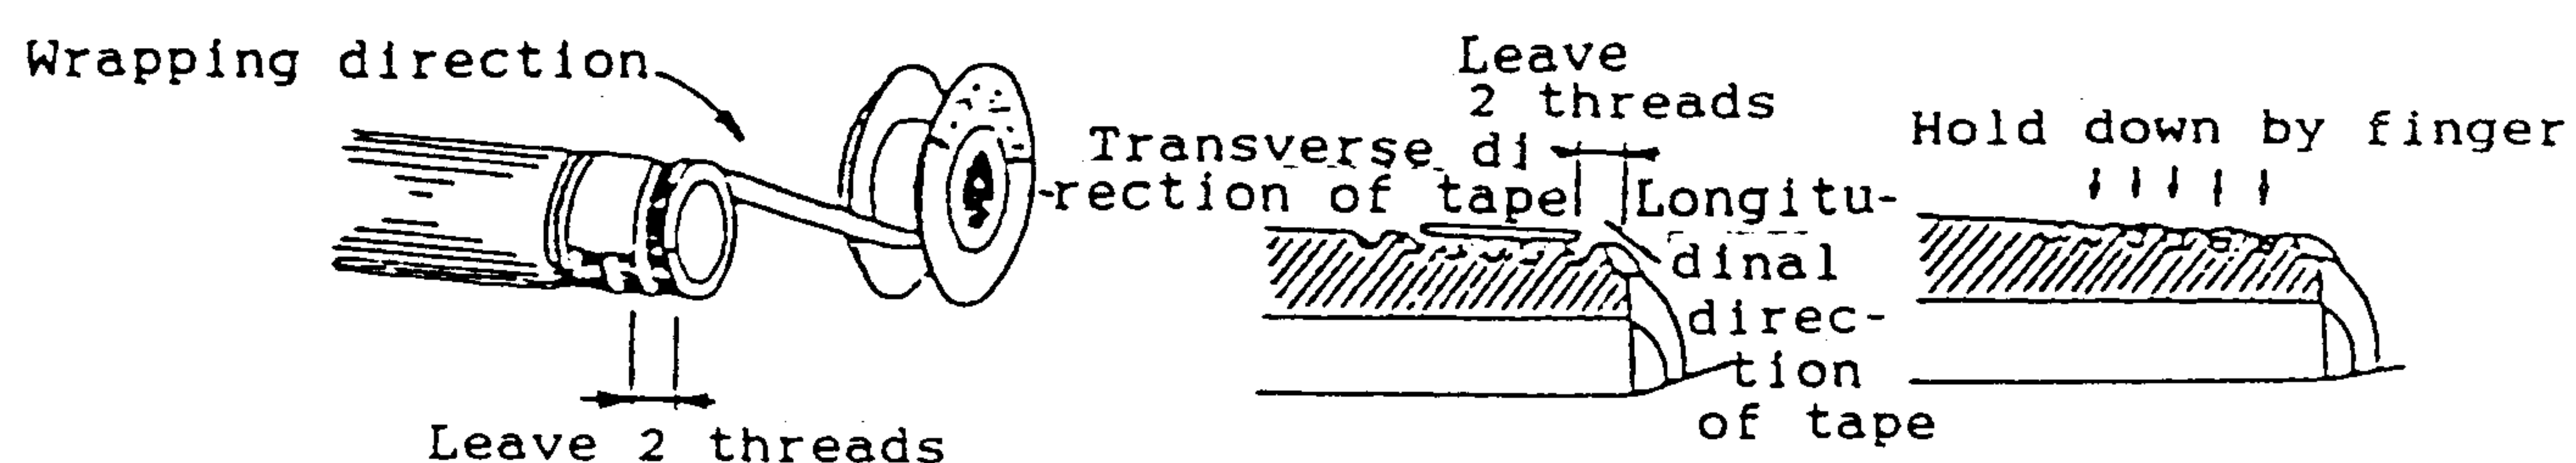 Wrapping direction
Leave 2 threads
Leave
2 threads
Transverse di
-rection of tape
Longitu-
dinal
direc-
tion
of tape
Hold down by finger